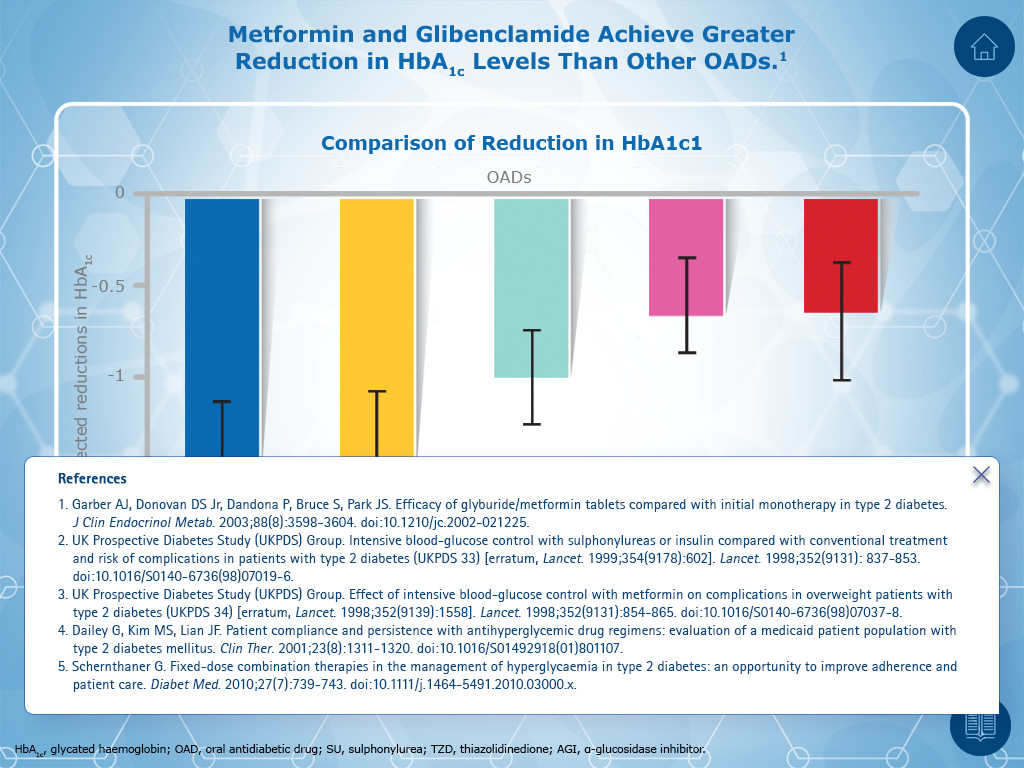 Metformin and Glibenclamide Achieve Greater
Reduction in HbA1c Levels Than Other OADs.1
Comparison of Reduction in HbA1c1
OADs
0
-0.5
-1
reductions in HbA1c
References
1. Garber AJ, Donovan DS Jr, Dandona P, Bruce S, Park JS. Efficacy of glyburide/metformin tablets compared with initial monotherapy in type 2 diabetes.
J Clin Endocrinol Metab. 2003;88(8):3598-3604. doi:10.1210/jc.2002-021225.
2. UK Prospective Diabetes Study (UKPDS) Group. Intensive blood-glucose control with sulphonylureas or insulin compared with conventional treatment
and risk of complications in patients with type 2 diabetes (UKPDS 33) [erratum, Lancet. 1999;354(9178):602]. Lancet. 1998;352(9131): 837-853.
doi:10.1016/S0140-6736(98)07019-6.
3. UK Prospective Diabetes Study (UKPDS) Group. Effect of intensive blood-glucose control with metformin on complications in overweight patients with
type 2 diabetes (UKPDS 34) [erratum, Lancet. 1998;352(9139):1558]. Lancet. 1998;352(9131):854-865. doi:10.1016/S0140-6736(98)07037-8.
4. Dailey G, Kim MS, Lian JF. Patient compliance and persistence with antihyperglycemic drug regimens: evaluation of a medicaid patient population with
type 2 diabetes mellitus. Clin Ther. 2001;23(8):1311-1320. doi:10.1016/S01492918(01)801107.
5. Schernthaner G. Fixed-dose combination therapies in the management of hyperglycaemia in type 2 diabetes: an opportunity to improve adherence and
patient care. Diabet Med. 2010;27(7):739-743. doi:10.1111/j.1464-5491.2010.03000.x.
HbA1c, glycated haemoglobin; OAD, oral antidiabetic drug; SU, sulphonylurea; TZD, thiazolidinedione; AGI, α-glucosidase inhibitor.